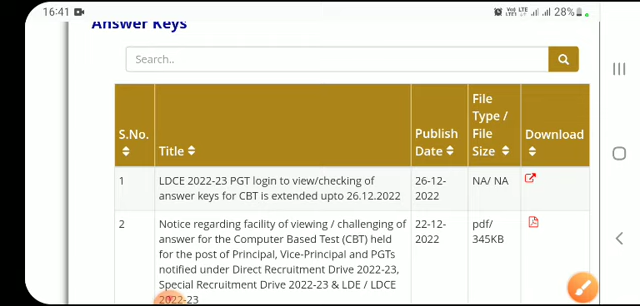 16:41
28%
Answer Keys
Search..
S.No.
Title
Publish
Date
File
Type /
File
Size
Download
1
LDCE 2022-23 PGT login to view/checking of
answer keys for CBT is extended upto 26.12.2022
26-12-
2022
NA/ NA
2
Notice regarding facility of viewing / challenging of
answer for the Computer Based Test (CBT) held
for the post of Principal, Vice-Principal and PGTs
notified under Direct Recruitment Drive 2022-23,
Special Recruitment Drive 2022-23 & LDE / LDCE
2022-23
22-12-
2022
pdf/
345KB